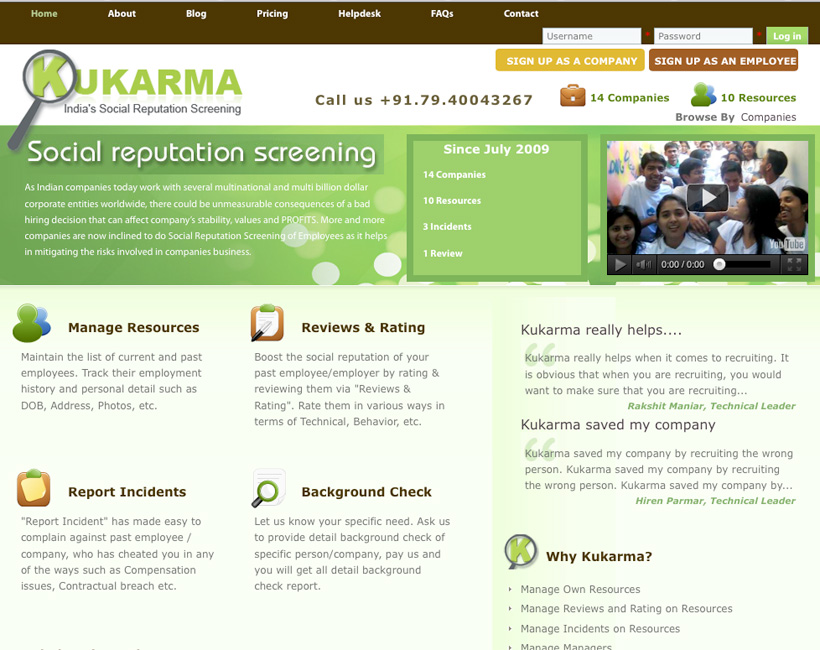 Home About Blog Pricing Helpdesk FAQs Contact
Username * Password * Log in
SIGN UP AS A COMPANY SIGN UP AS AN EMPLOYEE
KUKARMA
India's Social Reputation Screening
Call us +91.79.40043267
14 Companies 10 Resources
Browse By Companies
Social reputation screening
As Indian companies today work with several multinational and multi billion dollar
corporate entities worldwide, there could be unmeasurable consequences of a bad
hiring decision that can affect company's stability, values and PROFITS. More and more
companies are now inclined to do Social Reputation Screening of Employees as it helps
in mitigating the risks involved in companies business.
Since July 2009
14 Companies
10 Resources
3 Incidents
1 Review
YouTube
0:00 / 0:00
Manage Resources
Maintain the list of current and past
employees. Track their employment
history and personal detail such as
DOB, Address, Photos, etc.
Reviews & Rating
Boost the social reputation of your
past employee/employer by rating &
reviewing them via "Reviews &
Rating". Rate them in various ways in
terms of Technical, Behavior, etc.
Report Incidents
"Report Incident" has made easy to
complain against past employee /
company, who has cheated you in any
of the ways such as Compensation
issues, Contractual breach etc.
Background Check
Let us know your specific need. Ask us
to provide detail background check of
specific person/company, pay us and
you will get all detail background
check report.
Kukarma really helps....
Kukarma really helps when it comes to recruiting. It
is obvious that when you are recruiting, you would
want to make sure that you are recruiting...
Rakshit Maniar, Technical Leader
Kukarma saved my company
Kukarma saved my company by recruiting the wrong
person. Kukarma saved my company by recruiting
the wrong person. Kukarma saved my company by...
Hiren Parmar, Technical Leader
K
Why Kukarma?
Manage Own Resources
Manage Reviews and Rating on Resources
Manage Incidents on Resources
Manage Managers